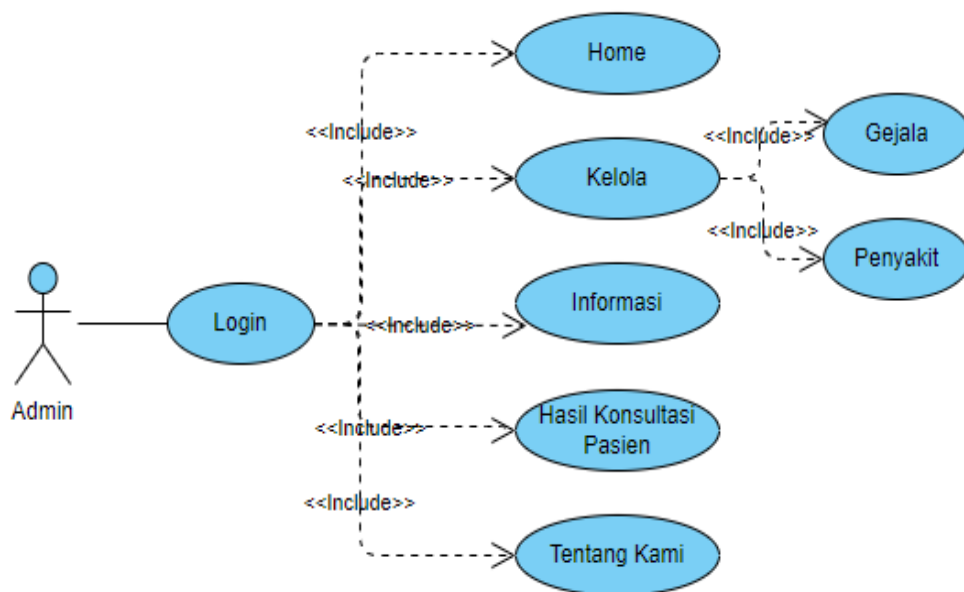 Home
<<Include>>
Gejala
<<Include>>
Kelola
<<Include>>
<<Include>>
Penyakit
Informasi
Login
<<Include>>
Admin
Hasil Konsultasi
Pasien
<<Include>>
<<Include>>
Tentang Kami